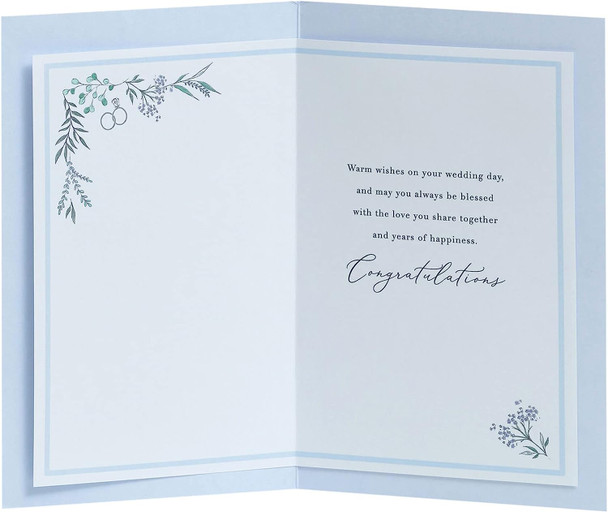 Warm wishes on your wedding day,
and may you always be blessed
with the love you share together
and years of happiness.
Congratulations